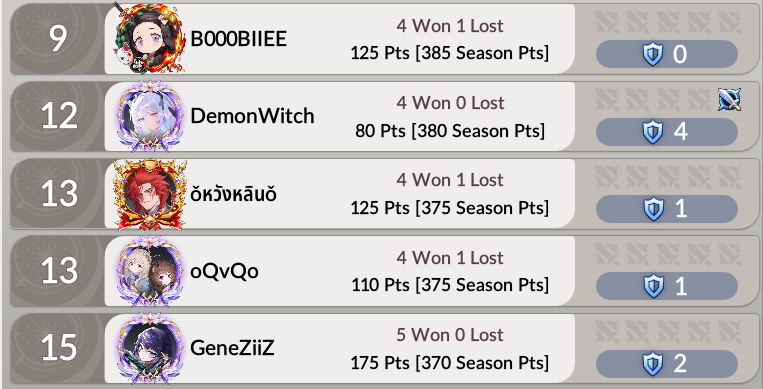 9
B000BIIEE
4 Won 1 Lost
125 Pts [385 Season Pts]
0
12
DemonWitch
4 Won 0 Lost
80 Pts [380 Season Pts]
4
13
ǒหวังหลินǒ
4 Won 1 Lost
125 Pts [375 Season Pts]
1
13
oQvQo
4 Won 1 Lost
110 Pts [375 Season Pts]
1
15
GeneZiiZ
5 Won 0 Lost
175 Pts [370 Season Pts]
2